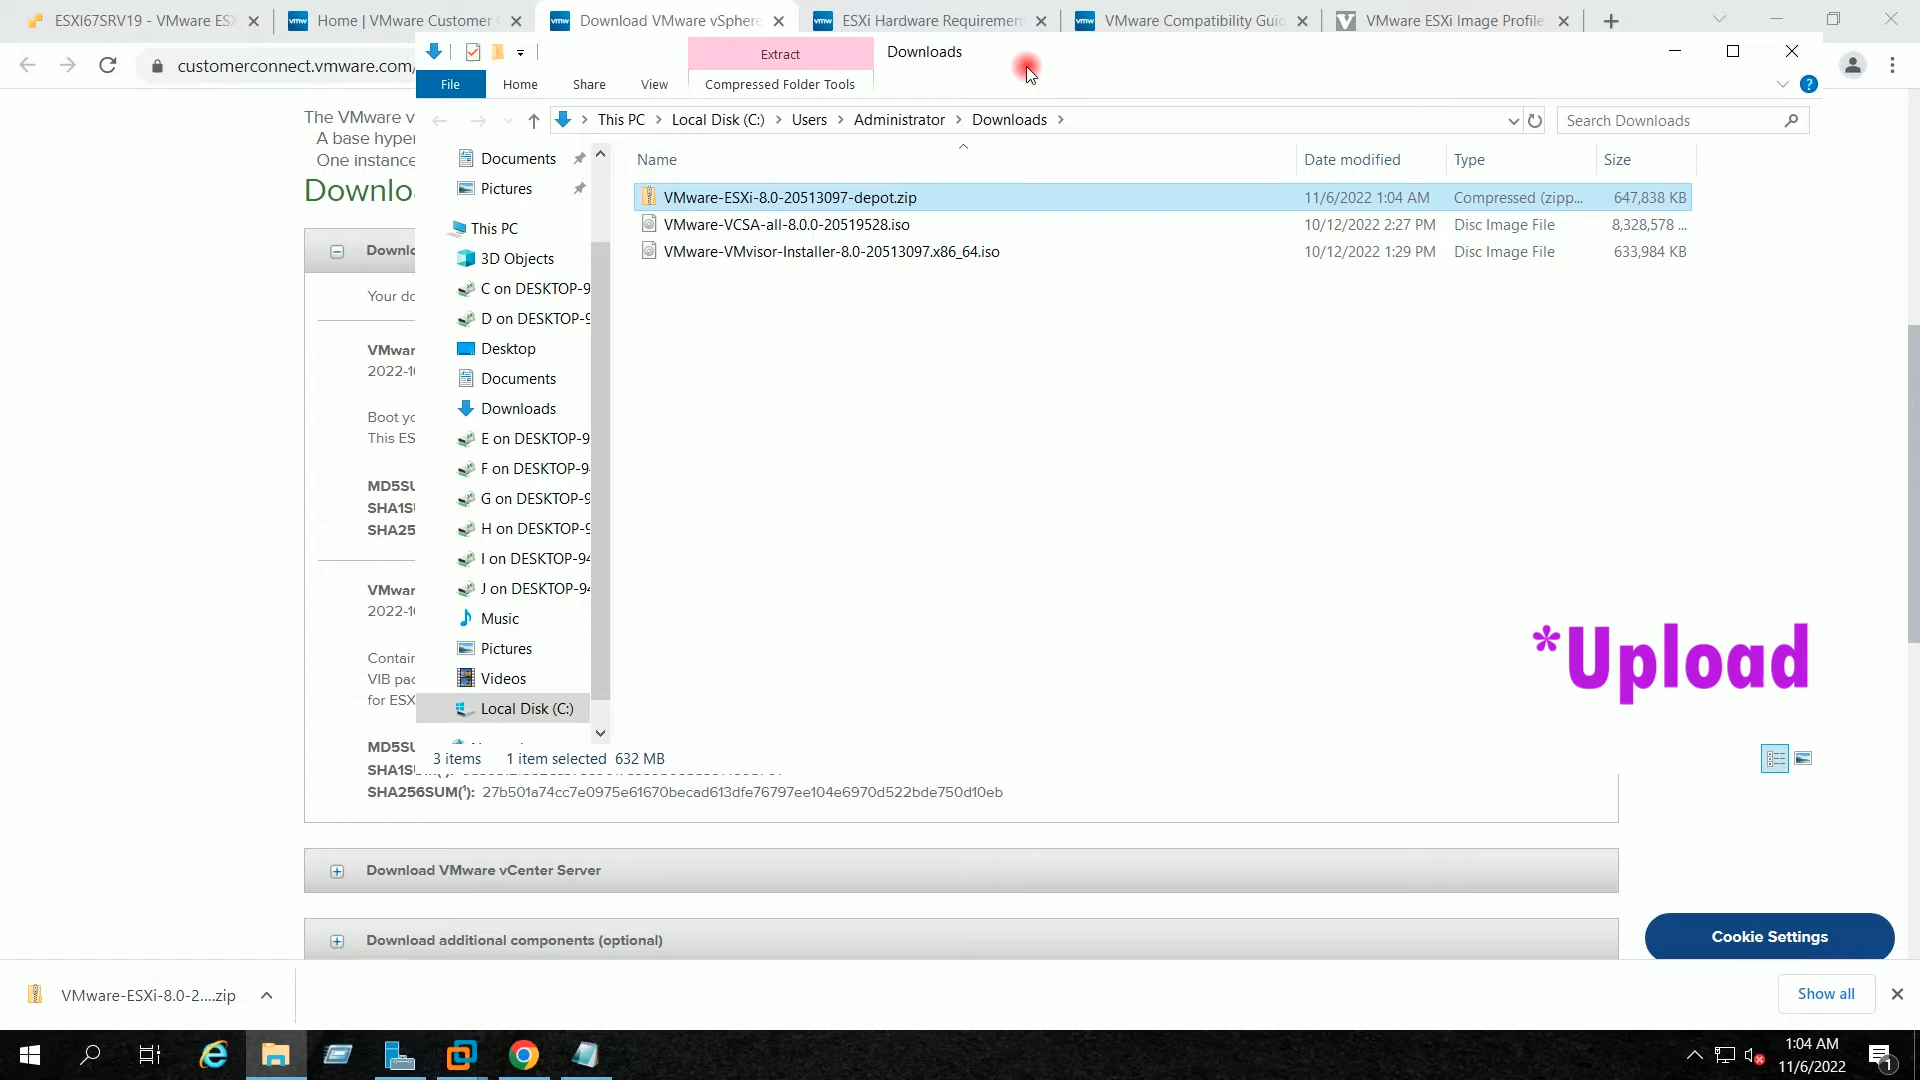 ESXI67SRV19 - VMware ESX
Home | VMware Customer
Download VMware vSphere
ESXi Hardware Requiremen
VMware Compatibility Guid
VMware ESXi Image Profile
customerconnect.vmware.com/
Extract
Downloads
File
Home
Share
View
Compressed Folder Tools
This PC
Local Disk (C:)
Users
Administrator
Downloads
Search Downloads
The VMware v
A base hyper
One instance
Downlo
Downlo
Your do
VMwar
2022-10
Boot yo
This ES
MD5SU
SHA1S
SHA25
VMwar
2022-10
Contain
VIB pac
for ESX
MD5SU
SHA1S
Documents
Pictures
This PC
3D Objects
C on DESKTOP-9
D on DESKTOP-9
Desktop
Documents
Downloads
E on DESKTOP-9
F on DESKTOP-9
G on DESKTOP-9
H on DESKTOP-9
I on DESKTOP-94
J on DESKTOP-94
Music
Pictures
Videos
Local Disk (C:)
Name Date modified Type Size
VMware-ESXi-8.0-20513097-depot.zip 11/6/2022 1:04 AM Compressed (zipp... 647,838 KB
VMware-VCSA-all-8.0.0-20519528.iso 10/12/2022 2:27 PM Disc Image File 8,328,578 ...
VMware-VMvisor-Installer-8.0-20513097.x86_64.iso 10/12/2022 1:29 PM Disc Image File 633,984 KB
*Upload
3 items 1 item selected 632 MB
SHA256SUM(¹): 27b501a74cc7e0975e61670becad613dfe76797ee104e6970d522bde750d10eb
Download VMware vCenter Server
Download additional components (optional)
Cookie Settings
VMware-ESXi-8.0-2....zip
Show all
1:04 AM
11/6/2022
1